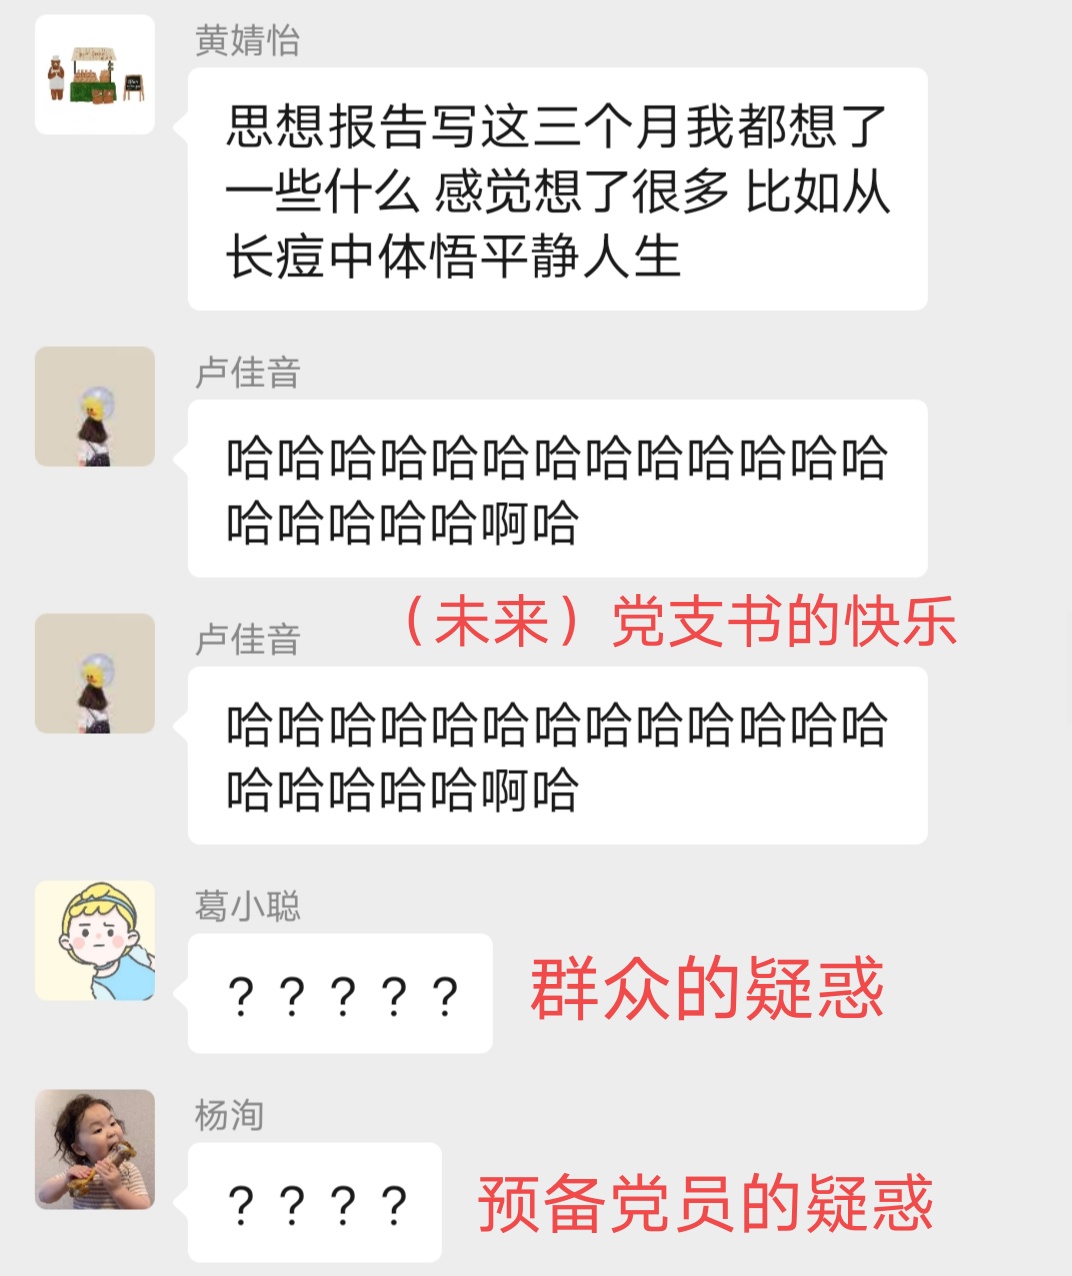 黄婧怡
思想报告写这三个月我都想了
一些什么 感觉想了很多 比如从
长痘中体悟平静人生
卢佳音
哈哈哈哈哈哈哈哈哈哈哈哈哈
哈哈哈哈哈啊哈
（未来）党支书的快乐
卢佳音
哈哈哈哈哈哈哈哈哈哈哈哈哈
哈哈哈哈哈啊哈
葛小聪
？？？？？
群众的疑惑
杨洵
？？？？
预备党员的疑惑